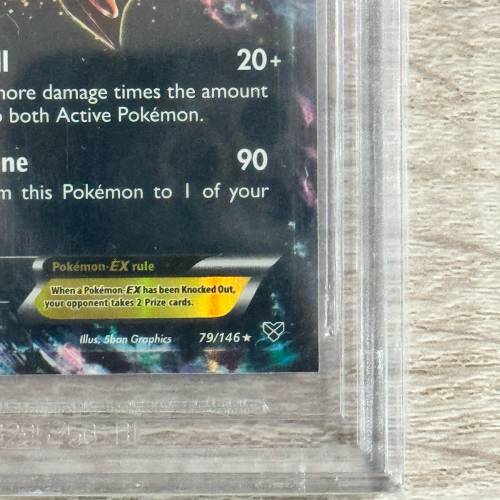 ll 20+
more damage times the amount
o both Active Pokémon.
ne 90
m this Pokémon to 1 of your
Pokémon-EX rule
When a Pokémon-EX has been Knocked Out,
your opponent takes 2 Prize cards.
Illus. 5ban Graphics 79/146★